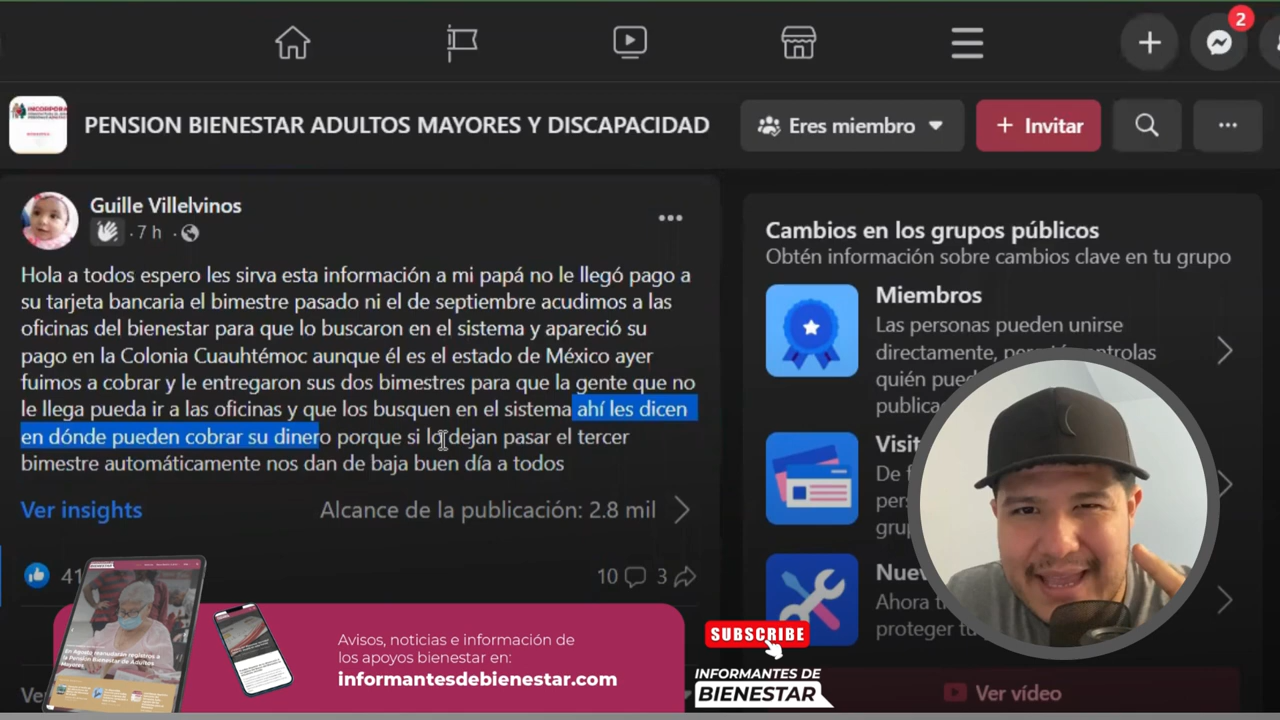 2
PENSION BIENESTAR ADULTOS MAYORES Y DISCAPACIDAD
Eres miembro
+ Invitar
Guille Villelvinos
· 7 h ·
Hola a todos espero les sirva esta información a mi papá no le llegó pago a
su tarjeta bancaria el bimestre pasado ni el de septiembre acudimos a las
oficinas del bienestar para que lo buscaron en el sistema y apareció su
pago en la Colonia Cuauhtémoc aunque él es el estado de México ayer
fuimos a cobrar y le entregaron sus dos bimestres para que la gente que no
le llega pueda ir a las oficinas y que los busquen en el sistema ahí les dicen
en dónde pueden cobrar su dinero porque si lo dejan pasar el tercer
bimestre automáticamente nos dan de baja buen día a todos
Ver insights
Alcance de la publicación: 2.8 mil
41
10
3
Cambios en los grupos públicos
Obtén información sobre cambios clave en tu grupo
Miembros
Las personas pueden unirse
directamente, controlas
quién
publica
Avisos, noticias e información de
los apoyos bienestar en:
informantesdebienestar.com
SUBSCRIBE
INFORMANTES DE
BIENESTAR
Ver vídeo